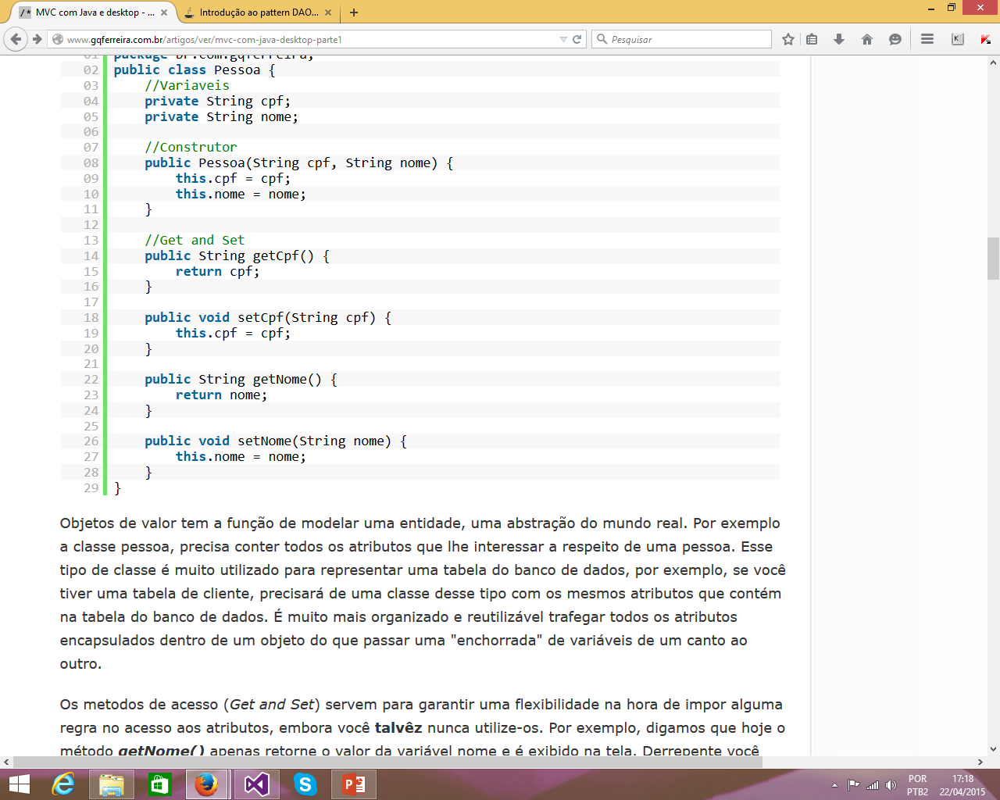 MVC com Java e desktop - ...
Introdução ao pattern DAO...
www.gqferreira.com.br/artigos/ver/mvc-com-java-desktop-parte1
Pesquisar
01 package br.com.gqferreira;
02 public class Pessoa {
03 //Variaveis
04 private String cpf;
05 private String nome;
06
07 //Construtor
08 public Pessoa(String cpf, String nome) {
09 this.cpf = cpf;
10 this.nome = nome;
11 }
12
13 //Get and Set
14 public String getCpf() {
15 return cpf;
16 }
17
18 public void setCpf(String cpf) {
19 this.cpf = cpf;
20 }
21
22 public String getNome() {
23 return nome;
24 }
25
26 public void setNome(String nome) {
27 this.nome = nome;
28 }
29 }
Objetos de valor tem a função de modelar uma entidade, uma abstração do mundo real. Por exemplo
a classe pessoa, precisa conter todos os atributos que lhe interessar a respeito de uma pessoa. Esse
tipo de classe é muito utilizado para representar uma tabela do banco de dados, por exemplo, se você
tiver uma tabela de cliente, precisará de uma classe desse tipo com os mesmos atributos que contém
na tabela do banco de dados. É muito mais organizado e reutilizável trafegar todos os atributos
encapsulados dentro de um objeto do que passar uma "enchorrada" de variáveis de um canto ao
outro.
Os metodos de acesso (Get and Set) servem para garantir uma flexibilidade na hora de impor alguma
regra no acesso aos atributos, embora você talvêz nunca utilize-os. Por exemplo, digamos que hoje o
método getNome() apenas retorne o valor da variável nome e é exibido na tela. Derrepente você
POR
PTB2
17:18
22/04/2015